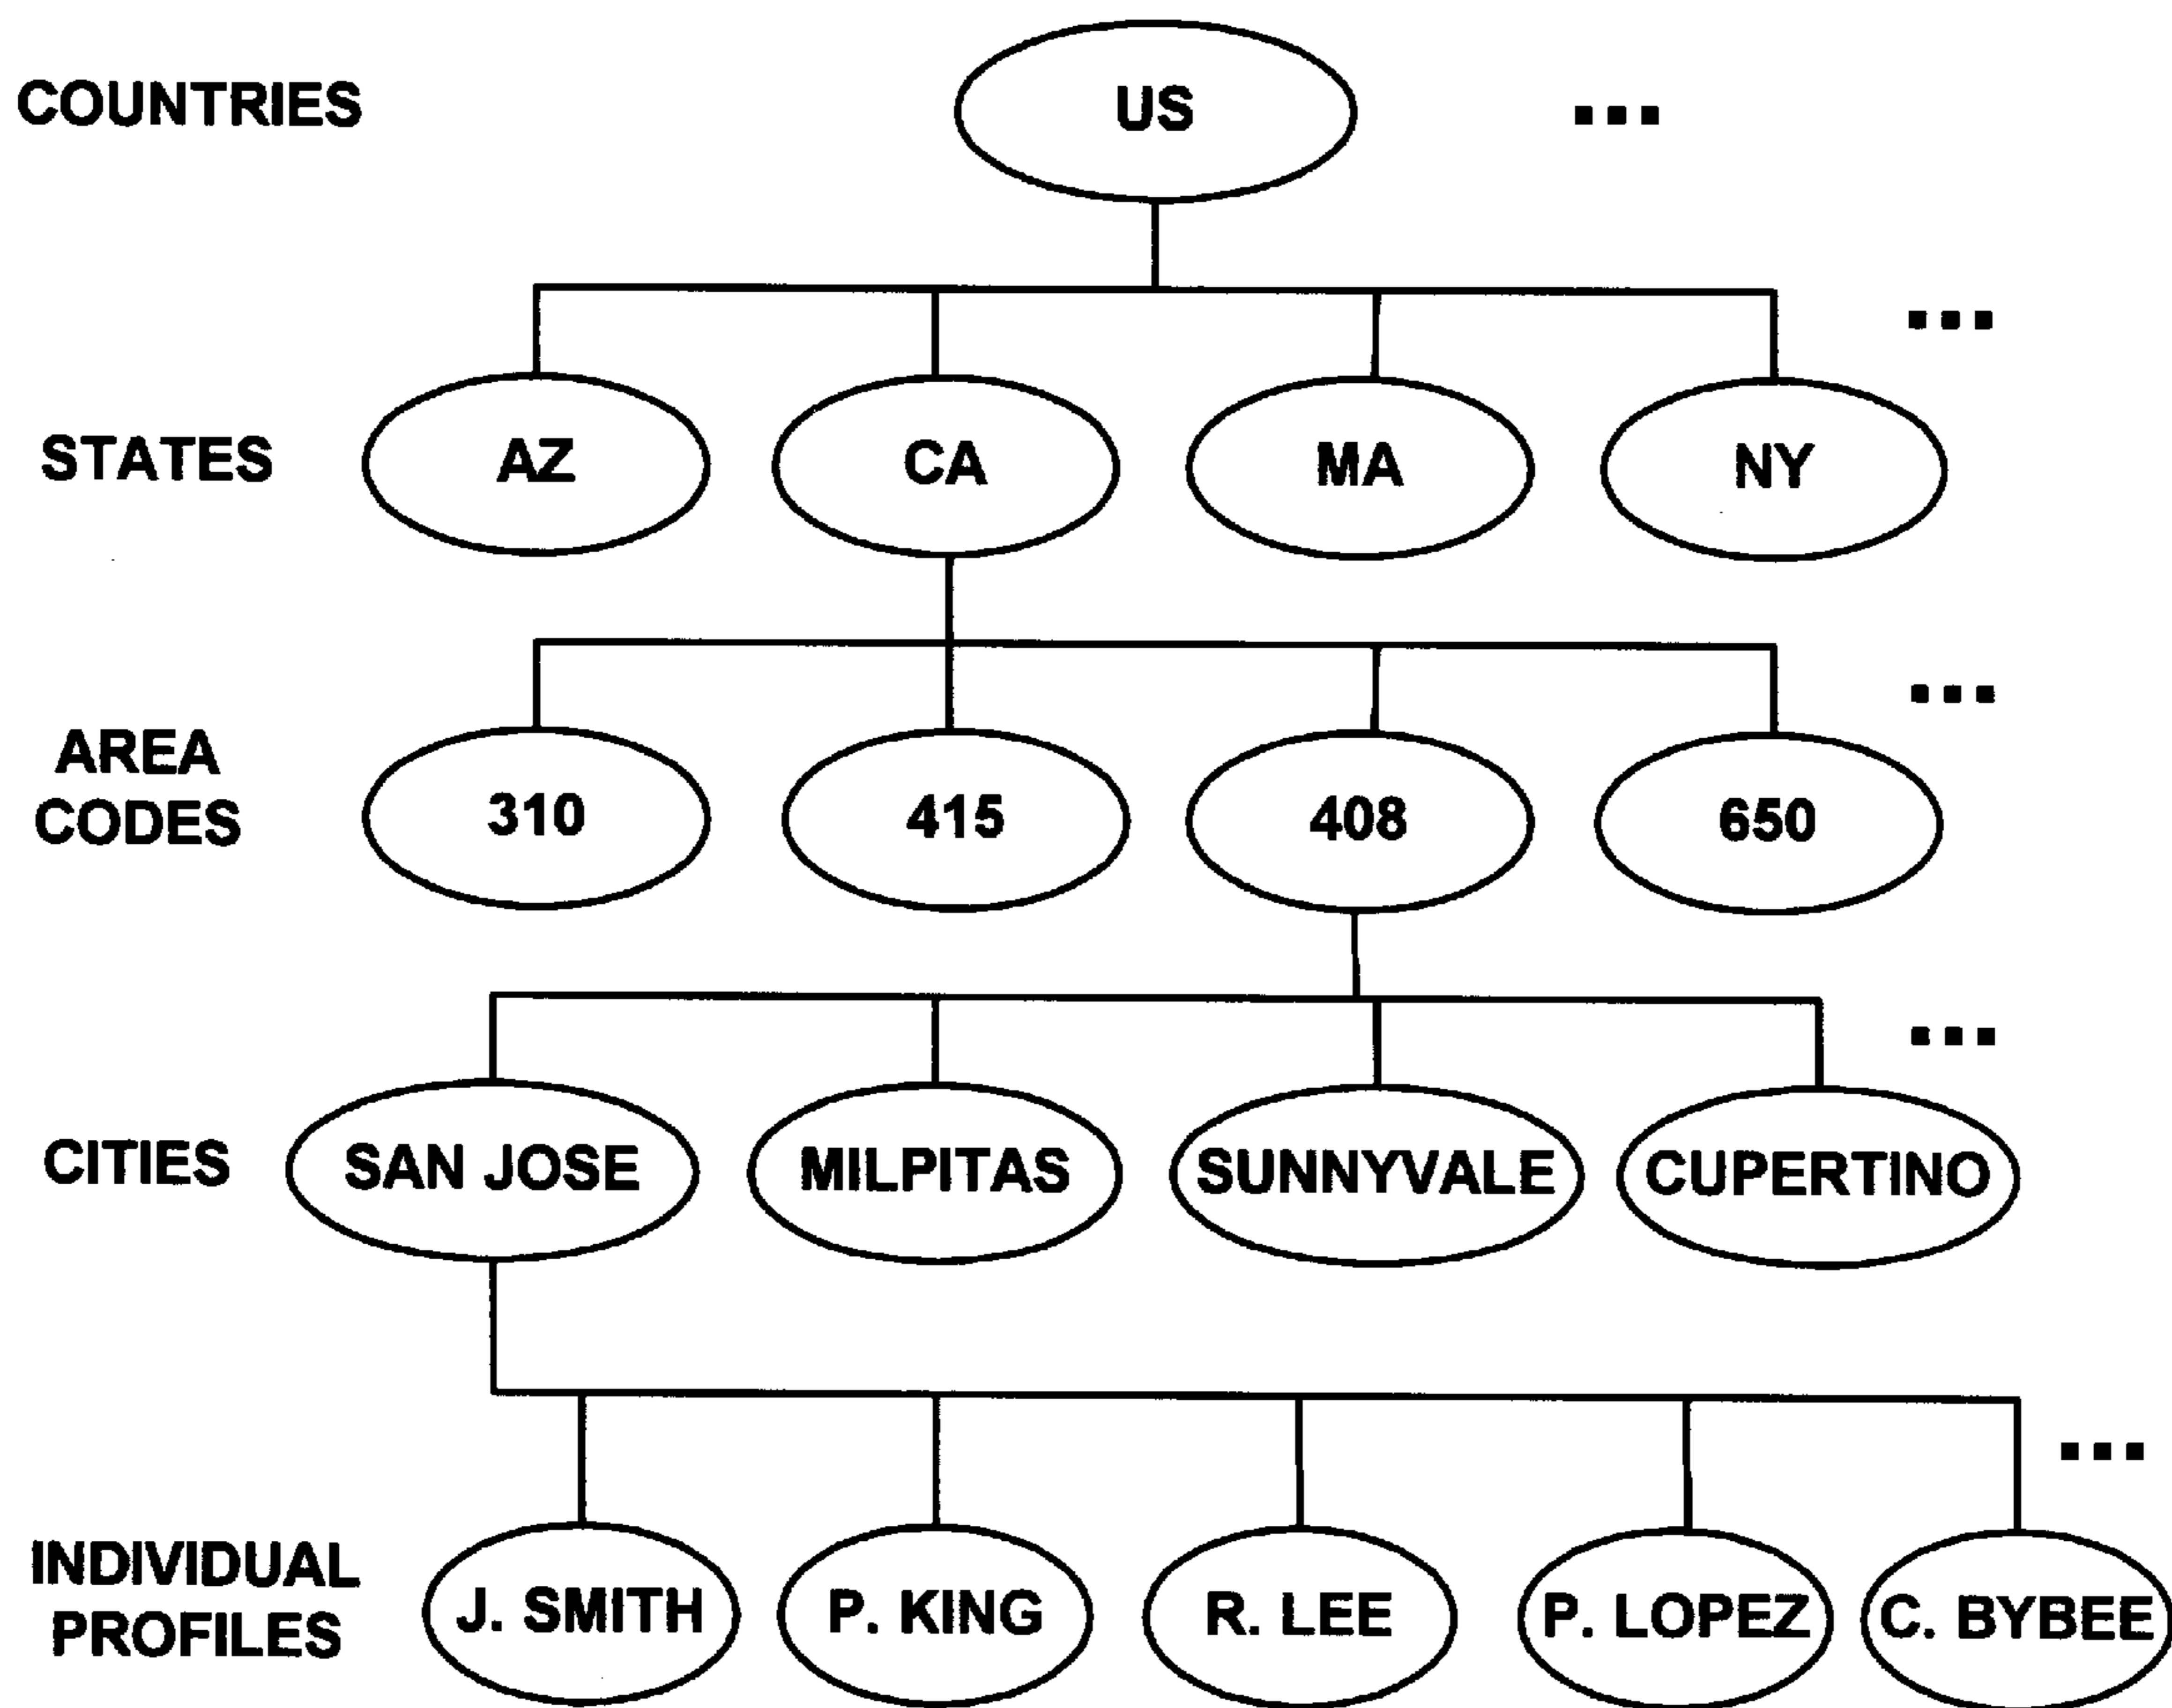 COUNTRIES
US
...
STATES
AZ
CA
MA
NY
...
AREA
CODES
310
415
408
650
...
CITIES
SAN JOSE
MILPITAS
SUNNYVALE
CUPERTINO
...
INDIVIDUAL
PROFILES
J. SMITH
P. KING
R. LEE
P. LOPEZ
C. BYBEE
...